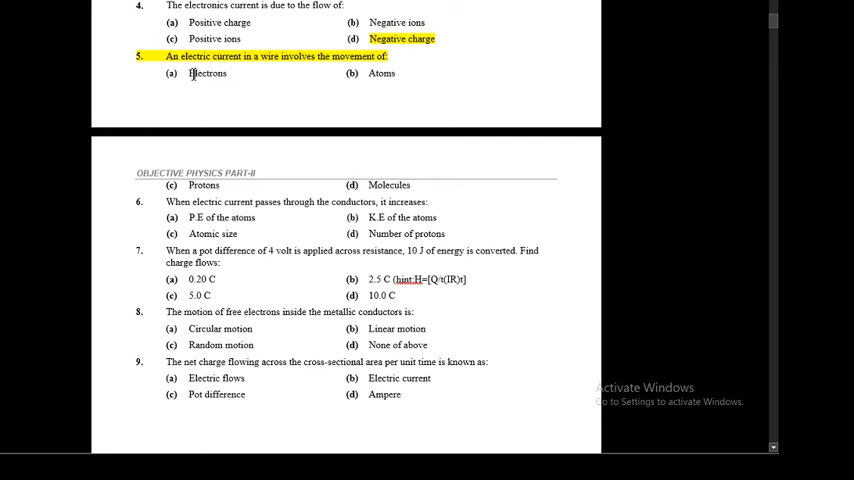 4. The electronics current is due to the flow of:
(a) Positive charge (b) Negative ions
(c) Positive ions (d) Negative charge
5. An electric current in a wire involves the movement of:
(a) Electrons (b) Atoms
OBJECTIVE PHYSICS PART-II
(c) Protons (d) Molecules
6. When electric current passes through the conductors, it increases:
(a) P.E of the atoms (b) K.E of the atoms
(c) Atomic size (d) Number of protons
7. When a pot difference of 4 volt is applied across resistance, 10 J of energy is converted. Find
charge flows:
(a) 0.20 C (b) 2.5 C (hint:H=[Q/t(IR)t]
(c) 5.0 C (d) 10.0 C
8. The motion of free electrons inside the metallic conductors is:
(a) Circular motion (b) Linear motion
(c) Random motion (d) None of above
9. The net charge flowing across the cross-sectional area per unit time is known as:
(a) Electric flows (b) Electric current
(c) Pot difference (d) Ampere
Activate Windows
Go to Settings to activate Windows.